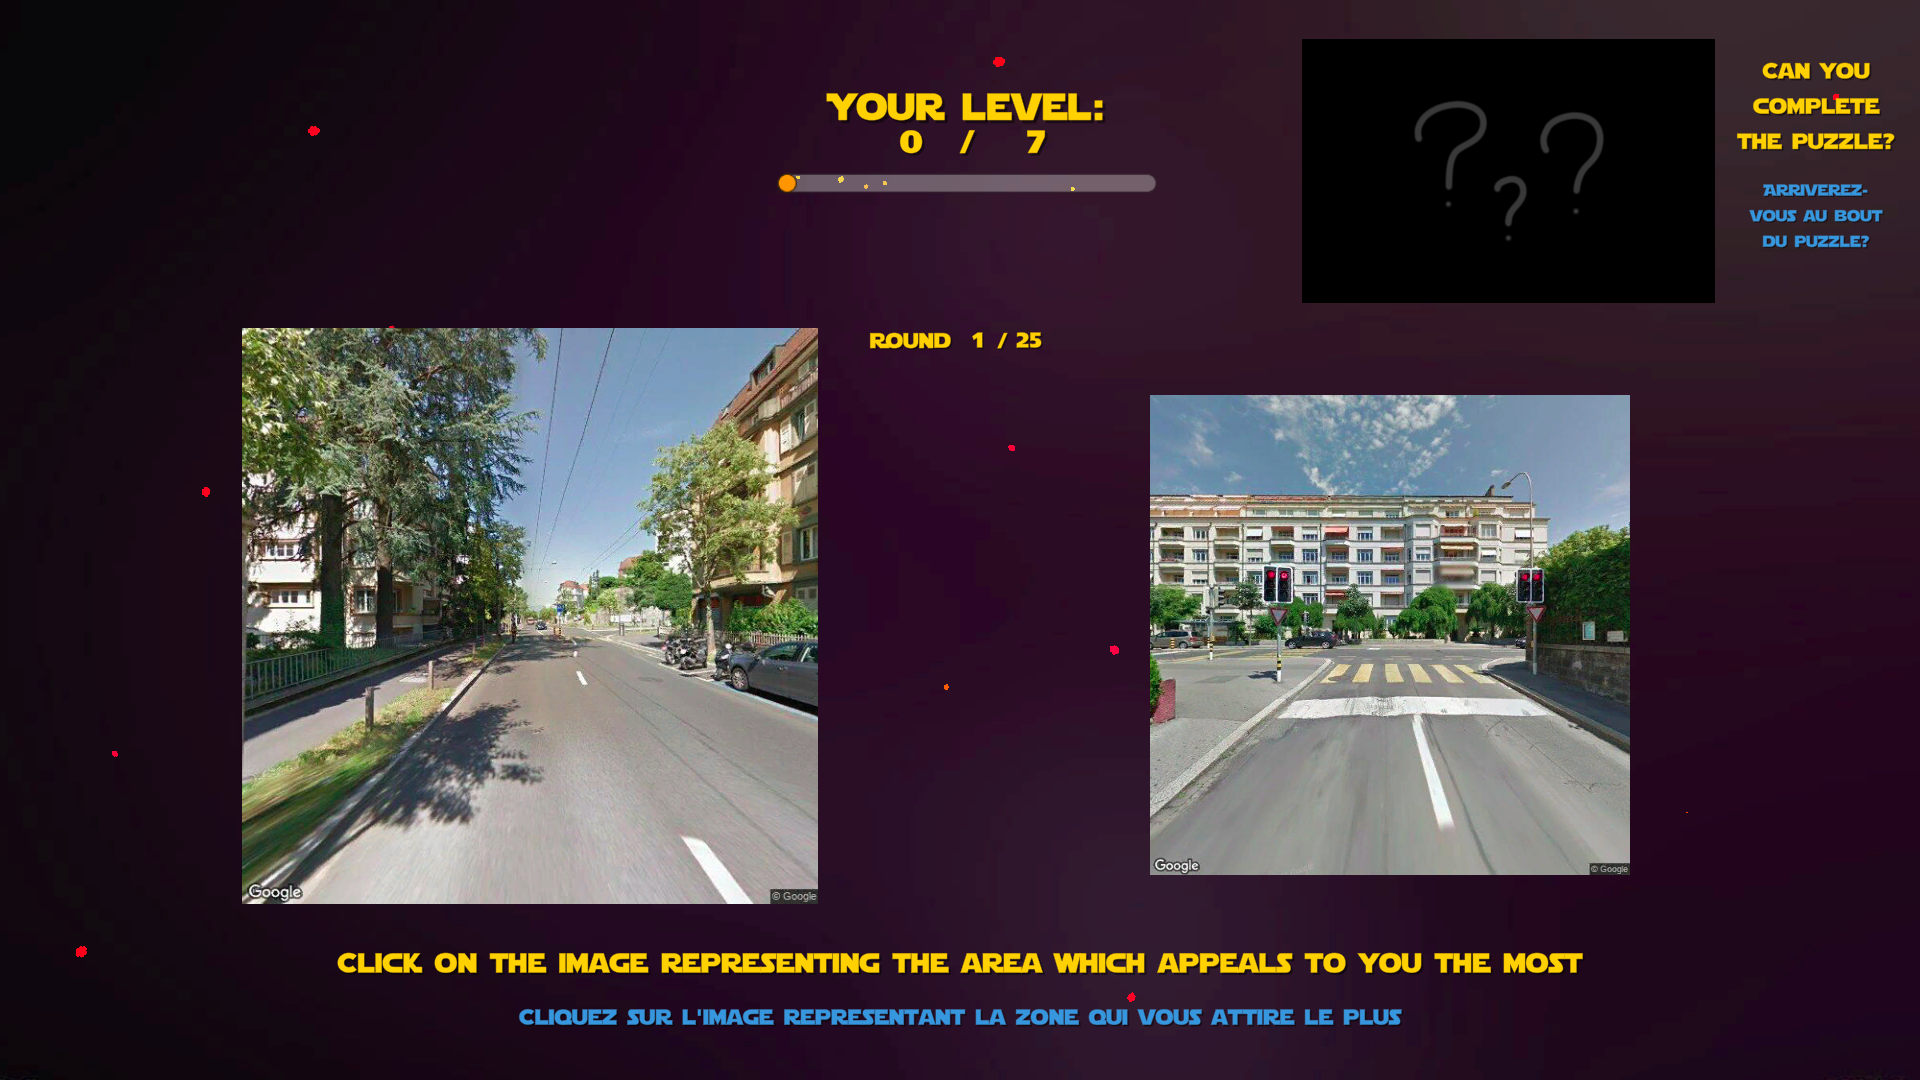 YOUR LEVEL:
0 / 7
CAN YOU
COMPLETE
THE PUZZLE?
ARRIVEREZ-
VOUS AU BOUT
DU PUZZLE?
? ? ?
ROUND 1 / 25
Google
© Google
Google
© Google
CLICK ON THE IMAGE REPRESENTING THE AREA WHICH APPEALS TO YOU THE MOST
CLIQUEZ SUR L'IMAGE REPRESENTANT LA ZONE QUI VOUS ATTIRE LE PLUS